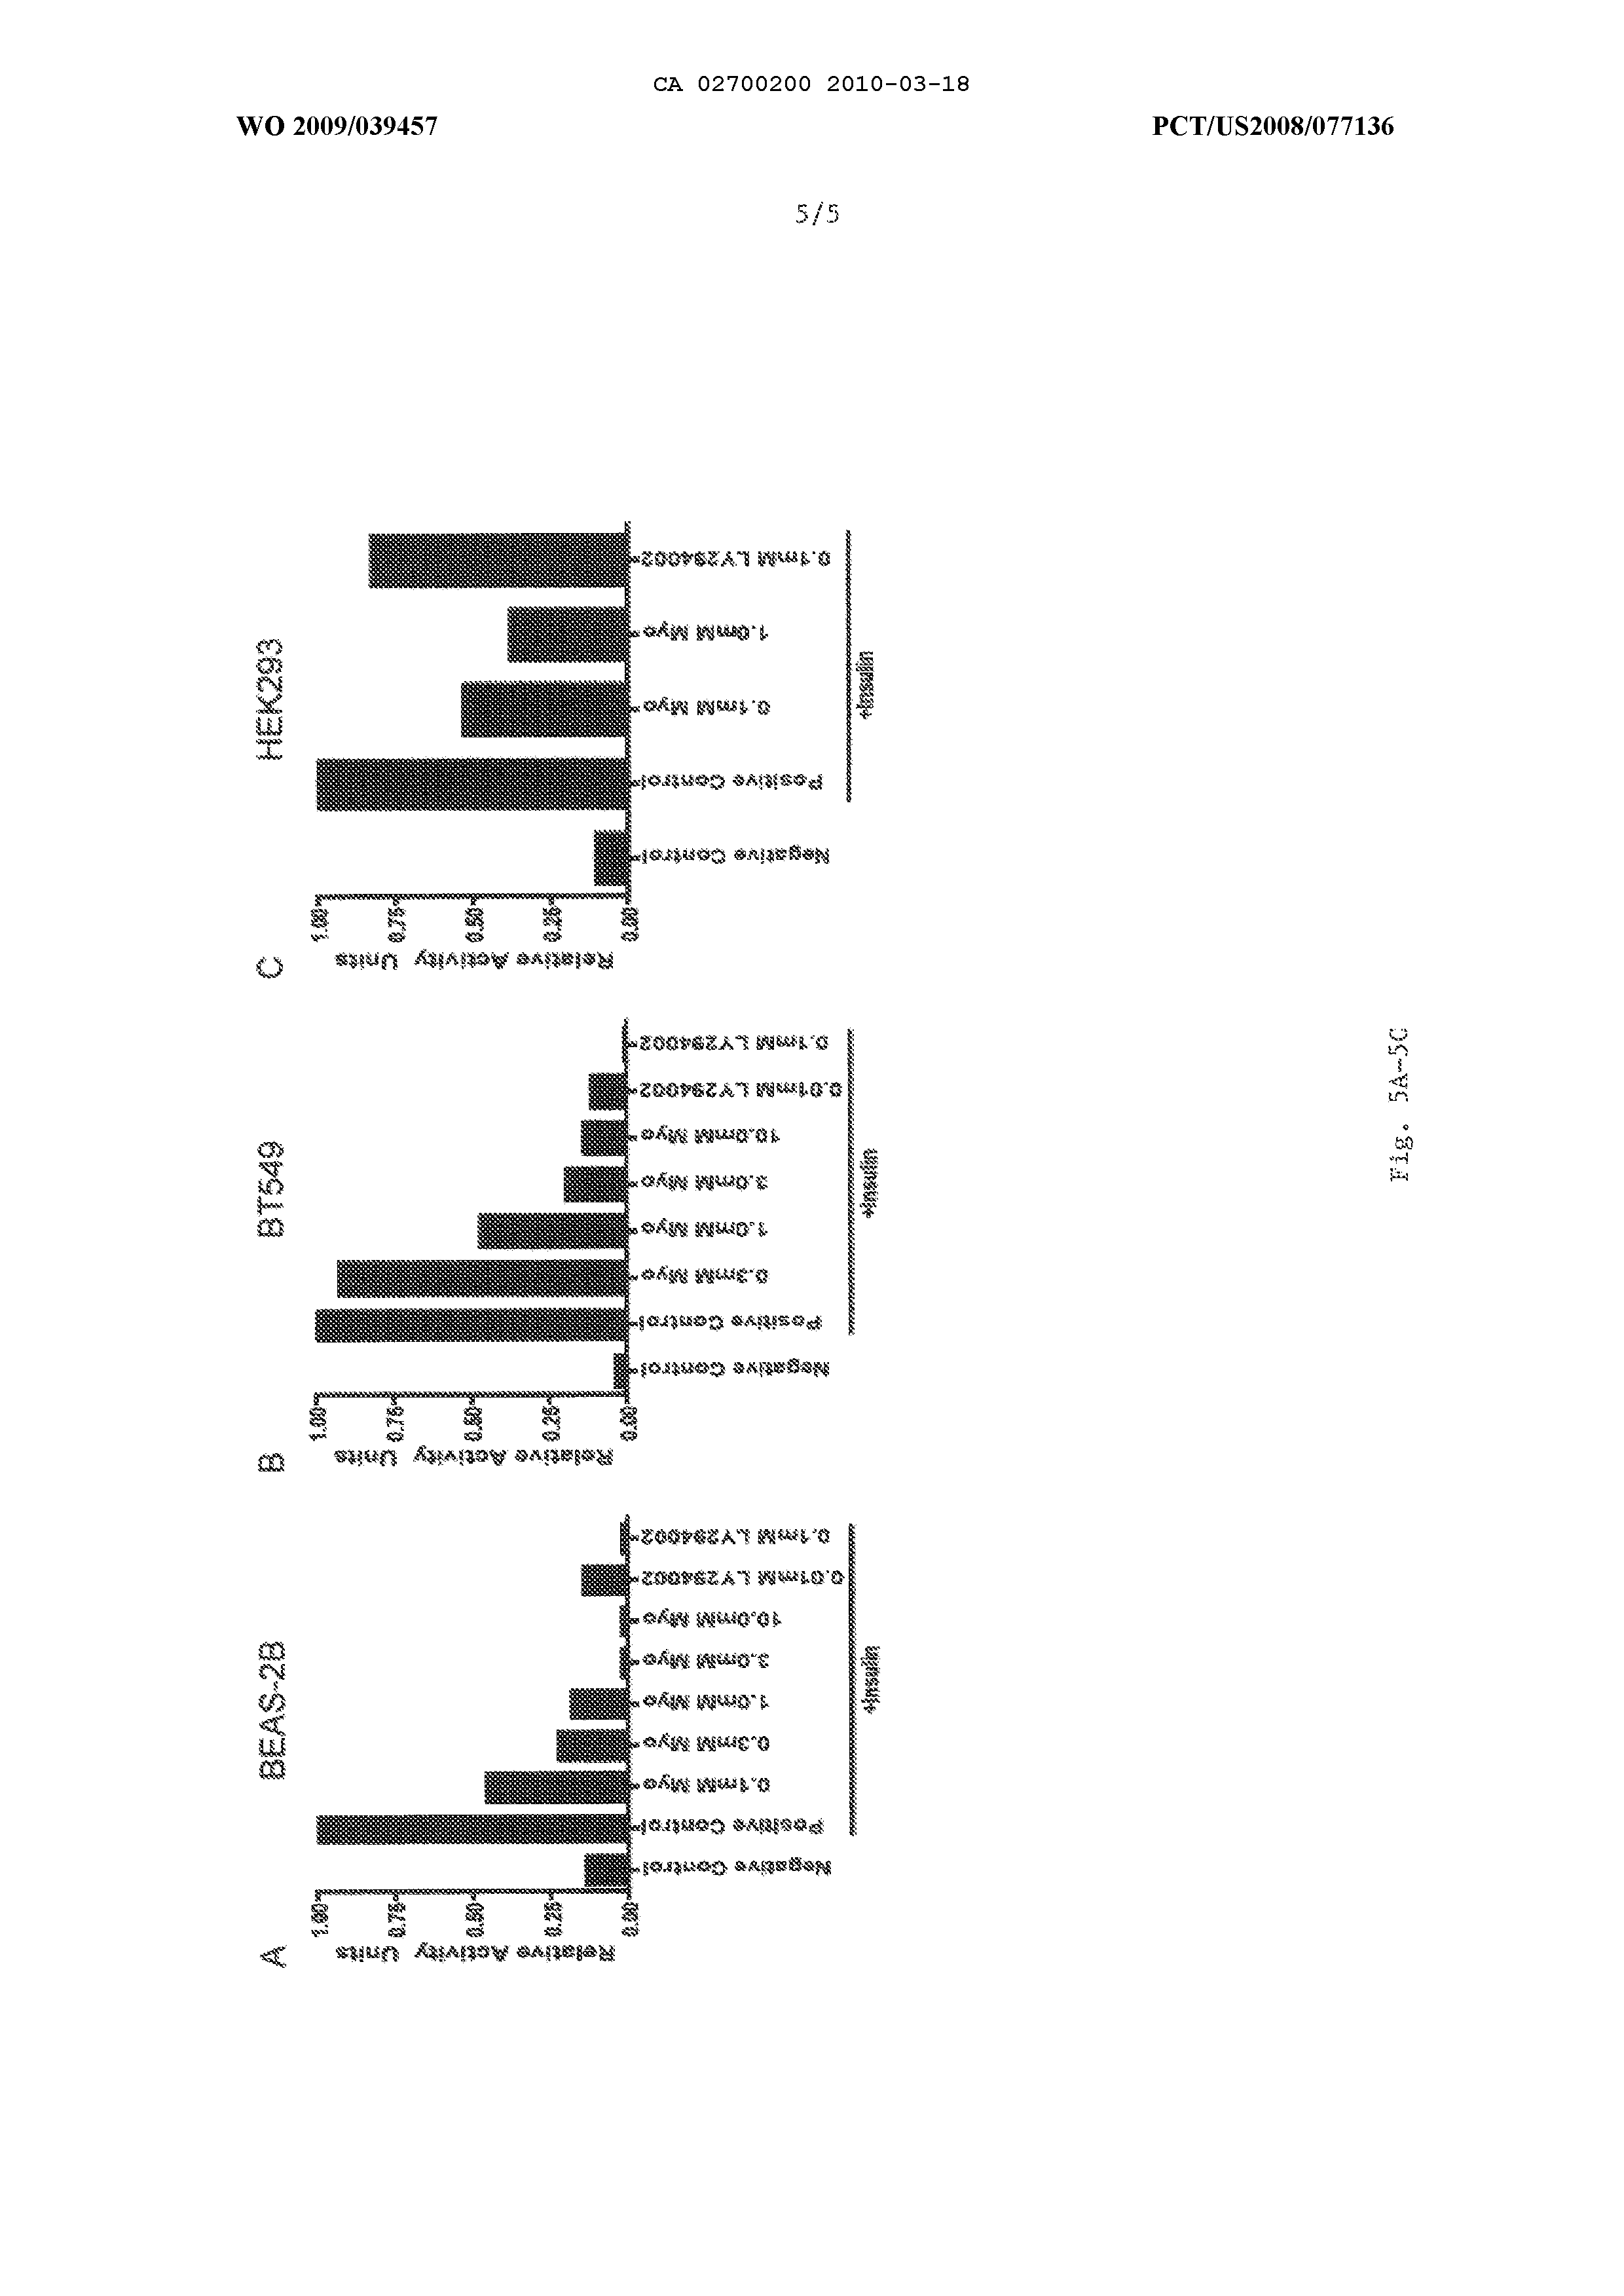 CA 02700200 2010-03-18
WO 2009/039457
PCT/US2008/077136
5/5
A
BEAS-2B
Relative Activity Units
1.00
0.75
0.50
0.25
0.00
Negative Control
Positive Control
0.1mM Myo
0.3mM Myo
1.0mM Myo
3.0mM Myo
10.0mM Myo
0.01mM LY294002
0.1mM LY294002
+Insulin
B
BT549
Relative Activity Units
1.00
0.75
0.50
0.25
0.00
Negative Control
Positive Control
0.3mM Myo
1.0mM Myo
3.0mM Myo
10.0mM Myo
0.01mM LY294002
0.1mM LY294002
+Insulin
C
HEK293
Relative Activity Units
1.00
0.75
0.50
0.25
0.00
Negative Control
Positive Control
0.1mM Myo
1.0mM Myo
0.1mM LY294002
+Insulin
Fig. 5A-5C